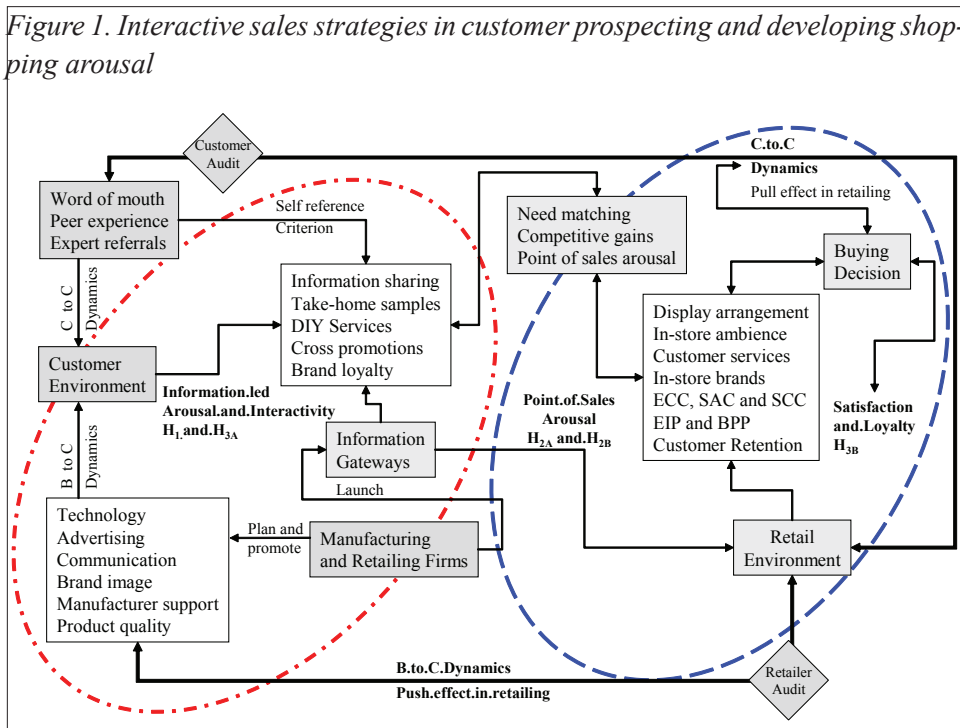 Figure 1. Interactive sales strategies in customer prospecting and developing shop-
ping arousal
Customer
Audit
C.to.C
Dynamics
Pull effect in retailing
Word of mouth
Peer experience
Expert referrals
Self reference
Criterion
Need matching
Competitive gains
Point of sales arousal
Buying
Decision
C to C
Dynamics
Information sharing
Take-home samples
DIY Services
Cross promotions
Brand loyalty
Display arrangement
In-store ambience
Customer services
In-store brands
ECC, SAC and SCC
EIP and BPP
Customer Retention
Customer
Environment
Information.led
Arousal.and.Interactivity
H1.and.H3A
Point.of.Sales
Arousal
H2A and.H2B
Satisfaction
and.Loyalty
H3B
B to C
Dynamics
Information
Gateways
Launch
Technology
Advertising
Communication
Brand image
Manufacturer support
Product quality
Plan and
promote
Manufacturing
and Retailing Firms
Retail
Environment
B.to.C.Dynamics
Push.effect.in.retailing
Retailer
Audit